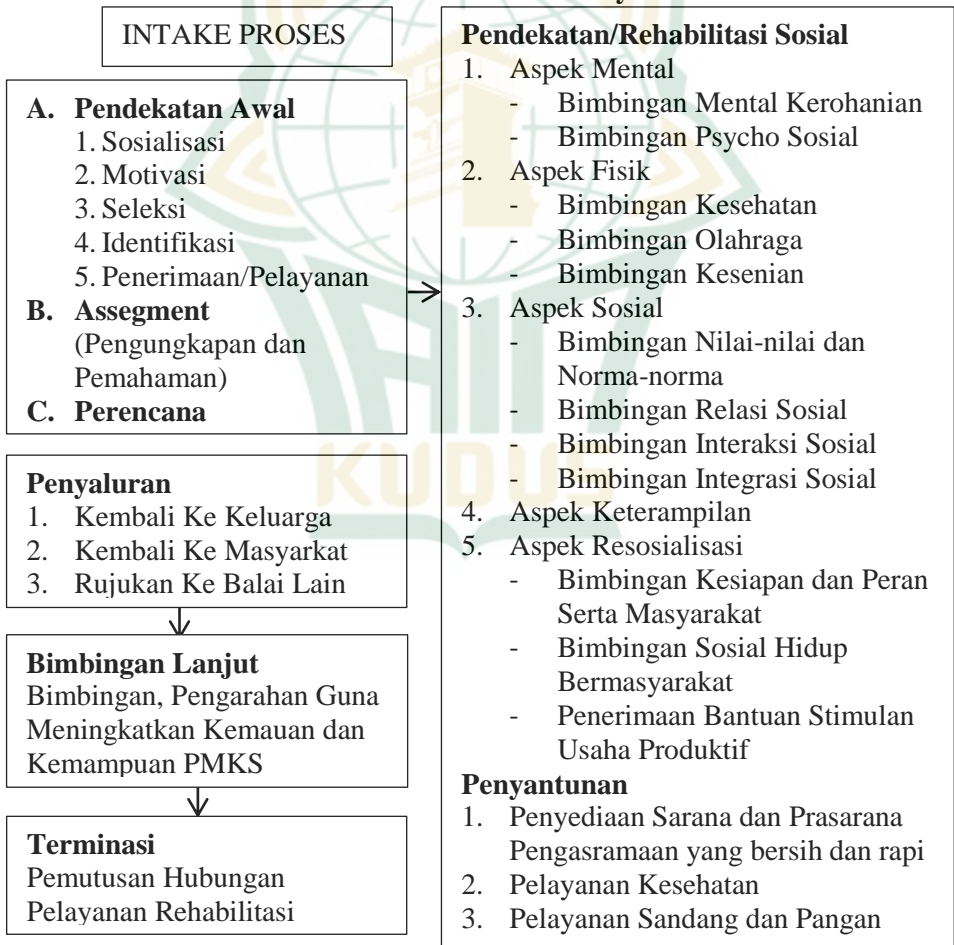 INTAKE PROSES
A. Pendekatan Awal
1. Sosialisasi
2. Motivasi
3. Seleksi
4. Identifikasi
5. Penerimaan/Pelayanan
B. Assegment
(Pengungkapan dan
Pemahaman)
C. Perencana
Penyaluran
1. Kembali Ke Keluarga
2. Kembali Ke Masyarkat
3. Rujukan Ke Balai Lain
Bimbingan Lanjut
Bimbingan, Pengarahan Guna
Meningkatkan Kemauan dan
Kemampuan PMKS
Terminasi
Pemutusan Hubungan
Pelayanan Rehabilitasi
Pendekatan/Rehabilitasi Sosial
1. Aspek Mental
- Bimbingan Mental Kerohanian
- Bimbingan Psycho Sosial
2. Aspek Fisik
- Bimbingan Kesehatan
- Bimbingan Olahraga
- Bimbingan Kesenian
3. Aspek Sosial
- Bimbingan Nilai-nilai dan
Norma-norma
- Bimbingan Relasi Sosial
- Bimbingan Interaksi Sosial
- Bimbingan Integrasi Sosial
4. Aspek Keterampilan
5. Aspek Resosialisasi
- Bimbingan Kesiapan dan Peran
Serta Masyarakat
- Bimbingan Sosial Hidup
Bermasyarakat
- Penerimaan Bantuan Stimulan
Usaha Produktif
Penyantunan
1. Penyediaan Sarana dan Prasarana
Pengasramaan yang bersih dan rapi
2. Pelayanan Kesehatan
3. Pelayanan Sandang dan Pangan
KUDUS